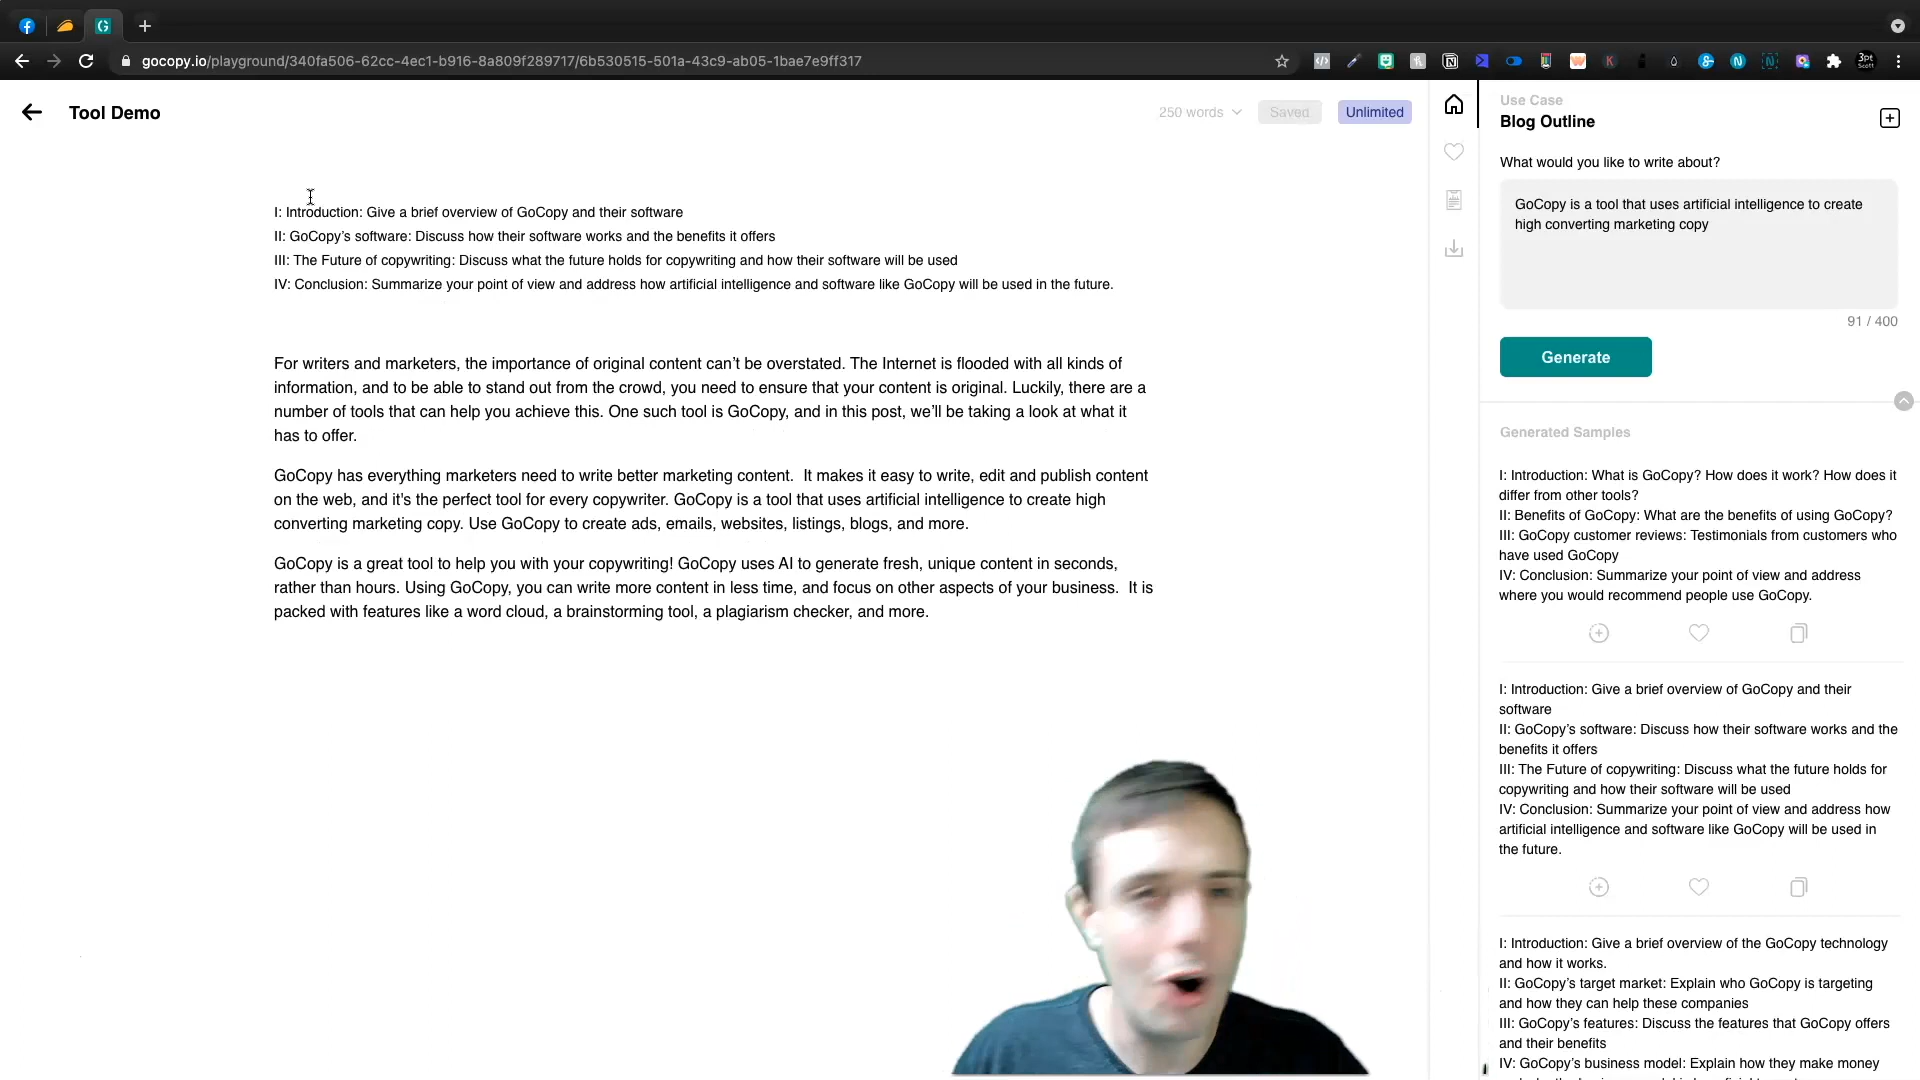 gocopy.io/playground/340fa506-62cc-4ec1-b916-8a809f289717/6b530515-501a-43c9-ab05-1bae7e9ff317
Tool Demo
250 words
Saved
Unlimited
I: Introduction: Give a brief overview of GoCopy and their software
II: GoCopy’s software: Discuss how their software works and the benefits it offers
III: The Future of copywriting: Discuss what the future holds for copywriting and how their software will be used
IV: Conclusion: Summarize your point of view and address how artificial intelligence and software like GoCopy will be used in the future.
For writers and marketers, the importance of original content can’t be overstated. The Internet is flooded with all kinds of
information, and to be able to stand out from the crowd, you need to ensure that your content is original. Luckily, there are a
number of tools that can help you achieve this. One such tool is GoCopy, and in this post, we’ll be taking a look at what it
has to offer.
GoCopy has everything marketers need to write better marketing content.  It makes it easy to write, edit and publish content
on the web, and it's the perfect tool for every copywriter. GoCopy is a tool that uses artificial intelligence to create high
converting marketing copy. Use GoCopy to create ads, emails, websites, listings, blogs, and more.
GoCopy is a great tool to help you with your copywriting! GoCopy uses AI to generate fresh, unique content in seconds,
rather than hours. Using GoCopy, you can write more content in less time, and focus on other aspects of your business.  It is
packed with features like a word cloud, a brainstorming tool, a plagiarism checker, and more.
Use Case
Blog Outline
What would you like to write about?
GoCopy is a tool that uses artificial intelligence to create
high converting marketing copy
91 / 400
Generate
Generated Samples
I: Introduction: What is GoCopy? How does it work? How does it
differ from other tools?
II: Benefits of GoCopy: What are the benefits of using GoCopy?
III: GoCopy customer reviews: Testimonials from customers who
have used GoCopy
IV: Conclusion: Summarize your point of view and address
where you would recommend people use GoCopy.
I: Introduction: Give a brief overview of GoCopy and their
software
II: GoCopy’s software: Discuss how their software works and the
benefits it offers
III: The Future of copywriting: Discuss what the future holds for
copywriting and how their software will be used
IV: Conclusion: Summarize your point of view and address how
artificial intelligence and software like GoCopy will be used in
the future.
I: Introduction: Give a brief overview of the GoCopy technology
and how it works.
II: GoCopy’s target market: Explain who GoCopy is targeting
and how they can help these companies
III: GoCopy’s features: Discuss the features that GoCopy offers
and their benefits
IV: GoCopy’s business model: Explain how they make money